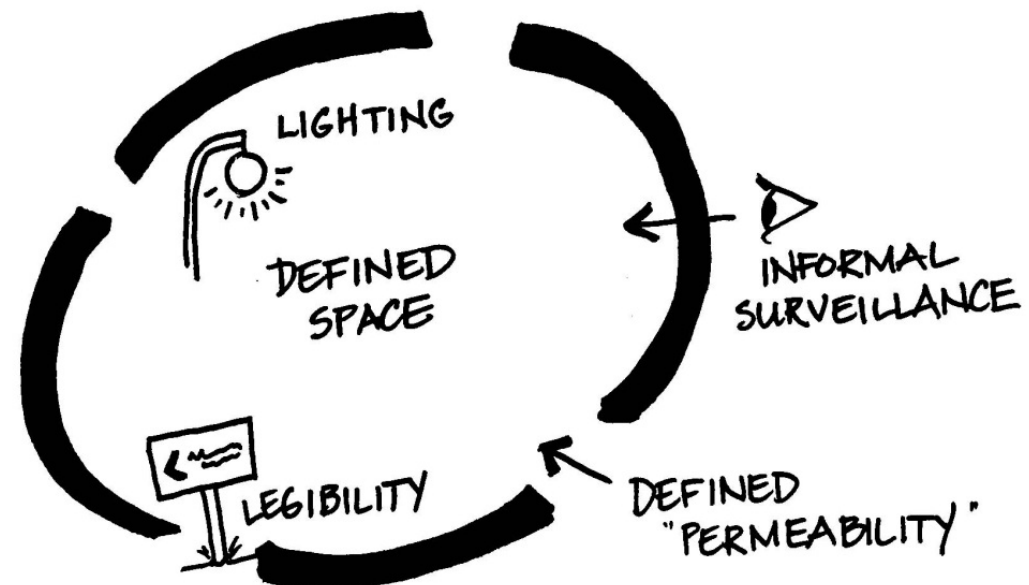 LIGHTING
DEFINED
SPACE
INFORMAL
SURVEILLANCE
LEGIBILITY
DEFINED
"PERMEABILITY"